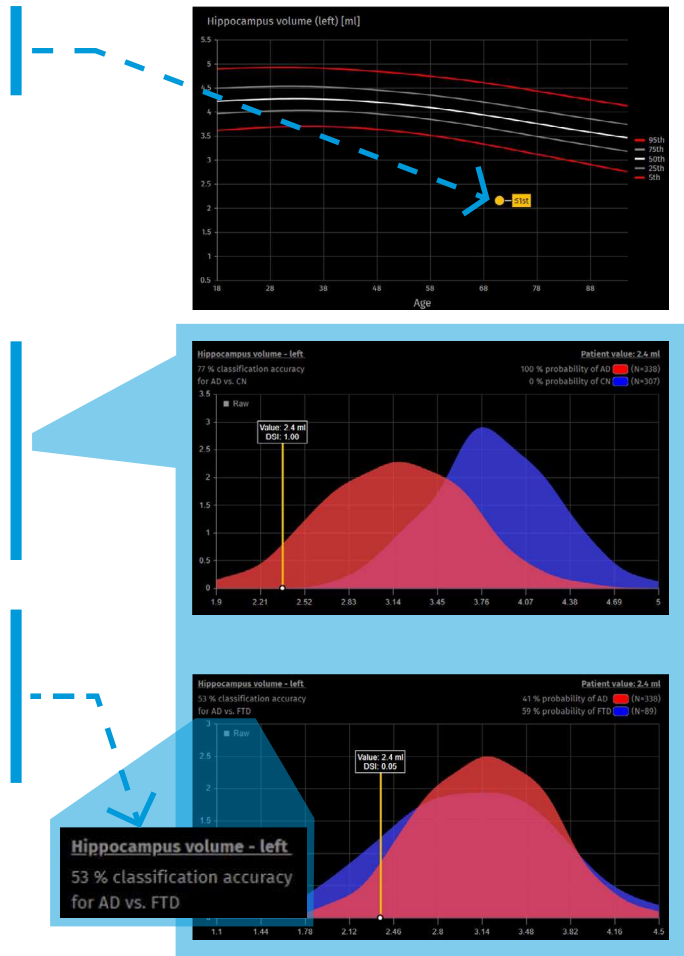 Hippocampus volume (left) [ml]
5.5
5
4.5
4
3.5
3
2.5
2
1.5
1
0.5
18 28 38 48 58 68 78 88
Age
95th
75th
50th
25th
5th
≤1st
Hippocampus volume - left
Patient value: 2.4 ml
77 % classification accuracy
for AD vs. CN
100 % probability of AD (N=338)
0 % probability of CN (N=307)
Raw
Value: 2.4 ml
DSI: 1.00
3.5
3
2.5
2
1.5
1
0.5
0
1.9 2.21 2.52 2.83 3.14 3.45 3.76 4.07 4.38 4.69 5
Hippocampus volume - left
Patient value: 2.4 ml
53 % classification accuracy
for AD vs. FTD
41 % probability of AD (N=338)
59 % probability of FTD (N=89)
Raw
Value: 2.4 ml
DSI: 0.05
3
2.5
2
Hippocampus volume - left
53 % classification accuracy
for AD vs. FTD
0
1.1 1.44 1.78 2.12 2.46 2.8 3.14 3.48 3.82 4.16 4.5